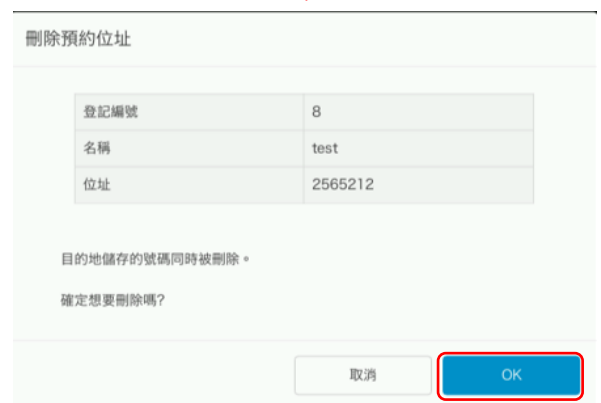 刪除預約位址
登記編號 8
名稱 test
位址 2565212
目的地儲存的號碼同時被刪除。
確定想要刪除嗎?
取消 OK